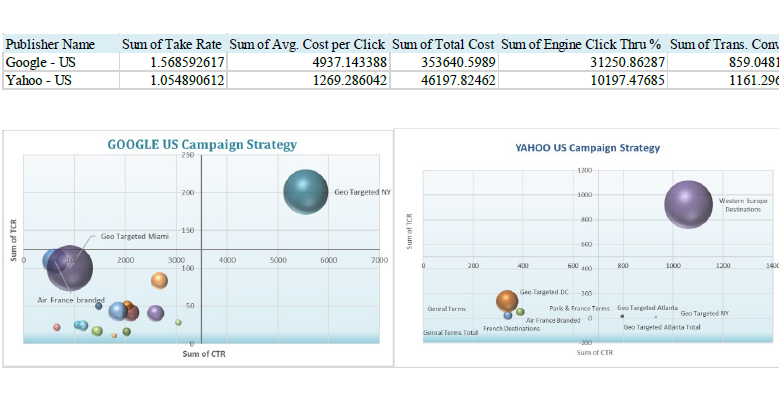 Publisher Name Sum of Take Rate Sum of Avg. Cost per Click Sum of Total Cost Sum of Engine Click Thru % Sum of Trans. Conv
Google - US 1.568592617 4937.143388 353640.5989 31250.86287 859.0481
Yahoo - US 1.054890612 1269.286042 46197.82462 10197.47685 1161.296
GOOGLE US Campaign Strategy
250
200
Geo Targeted NY
150
Geo Targeted Miami
Sum of TCR
0 2000 3000 4000 5000 6000 7000
100
Air France branded
50
0
Sum of CTR
YAHOO US Campaign Strategy
1200
1000
Western Europe
Destinations
800
Sum of TCR
600
0 200 400 600 800 1000 1200 1400
400
Geo Targeted DC 200
Genral Terms Paris & France Terms Geo Targeted Atlanta Geo Targeted NY
Air France Branded 0
Genral Terms Total French Destinations Geo Targeted Atlanta Total
-200
Sum of CTR